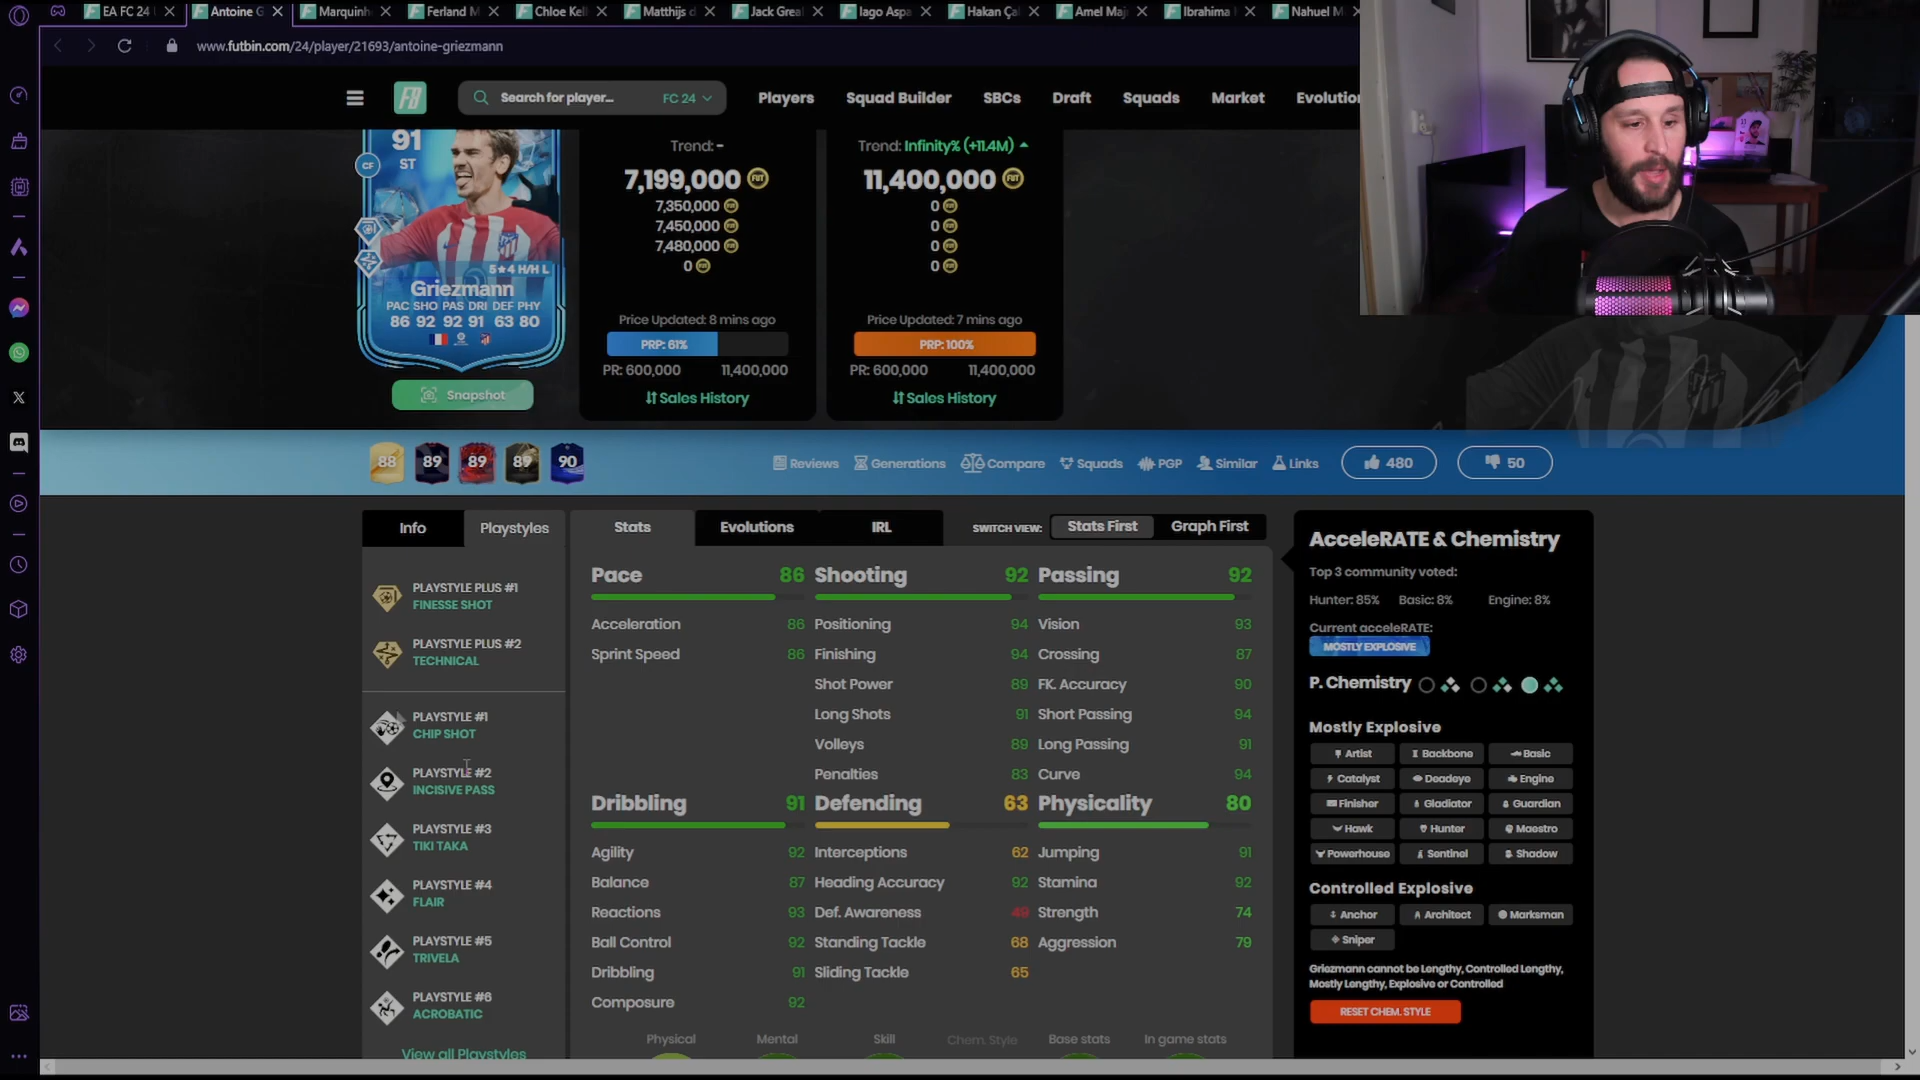 EA FC 24
Antoine G
Marquinh
Ferland M
Chloe Kel
Matthijs d
Jack Grea
Iago Aspa
Hakan Ça
Amel Maj
Ibrahima
Nahuel M
www.futbin.com/24/player/21693/antoine-griezmann
FB
Search for player...
FC 24
Players
Squad Builder
SBCs
Draft
Squads
Market
Evolution
91
ST
CF
5★4 H/H L
Griezmann
PAC SHO PAS DRI DEF PHY
86 92 92 91 63 80
Snapshot
Trend: -
7,199,000
7,350,000
7,450,000
7,480,000
0
Price Updated: 8 mins ago
PRP: 61%
PR: 600,000 11,400,000
Sales History
Trend: Infinity% (+11.4M)
11,400,000
0
0
0
0
Price Updated: 7 mins ago
PRP: 100%
PR: 600,000 11,400,000
Sales History
88
89
89
89
90
Reviews
Generations
Compare
Squads
PGP
Similar
Links
480
50
Info
Playstyles
PLAYSTYLE PLUS #1
FINESSE SHOT
PLAYSTYLE PLUS #2
TECHNICAL
PLAYSTYLE #1
CHIP SHOT
PLAYSTYLE #2
INCISIVE PASS
PLAYSTYLE #3
TIKI TAKA
PLAYSTYLE #4
FLAIR
PLAYSTYLE #5
TRIVELA
PLAYSTYLE #6
ACROBATIC
View all Playstyles
Stats
Evolutions
IRL
SWITCH VIEW:
Stats First
Graph First
Pace 86
Acceleration 86
Sprint Speed 86
Shooting 92
Positioning 94
Finishing 94
Shot Power 89
Long Shots 91
Volleys 89
Penalties 83
Passing 92
Vision 93
Crossing 87
FK. Accuracy 90
Short Passing 94
Long Passing 91
Curve 94
Dribbling 91
Agility 92
Balance 87
Reactions 93
Ball Control 92
Dribbling 91
Composure 92
Defending 63
Interceptions 62
Heading Accuracy 92
Def. Awareness 49
Standing Tackle 68
Sliding Tackle 65
Physicality 80
Jumping 91
Stamina 92
Strength 74
Aggression 79
Physical
Mental
Skill
Chem. Style
Base stats
In game stats
AcceleRATE & Chemistry
Top 3 community voted:
Hunter: 85% Basic: 8% Engine: 8%
Current acceleRATE:
MOSTLY EXPLOSIVE
P. Chemistry
Mostly Explosive
Artist Backbone Basic
Catalyst Deadeye Engine
Finisher Gladiator Guardian
Hawk Hunter Maestro
Powerhouse Sentinel Shadow
Controlled Explosive
Anchor Architect Marksman
Sniper
Griezmann cannot be Lengthy, Controlled Lengthy,
Mostly Lengthy, Explosive or Controlled
RESET CHEM. STYLE